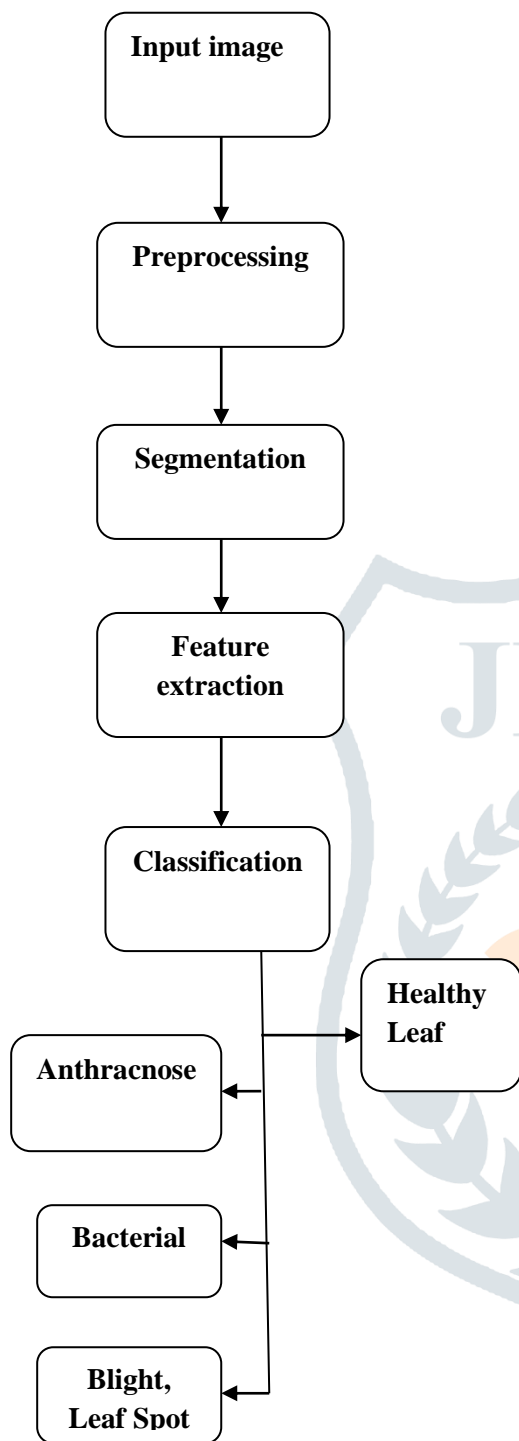 Input image
Preprocessing
Segmentation
Feature
extraction
Classification
Healthy
Leaf
Anthracnose
Bacterial
Blight,
Leaf Spot